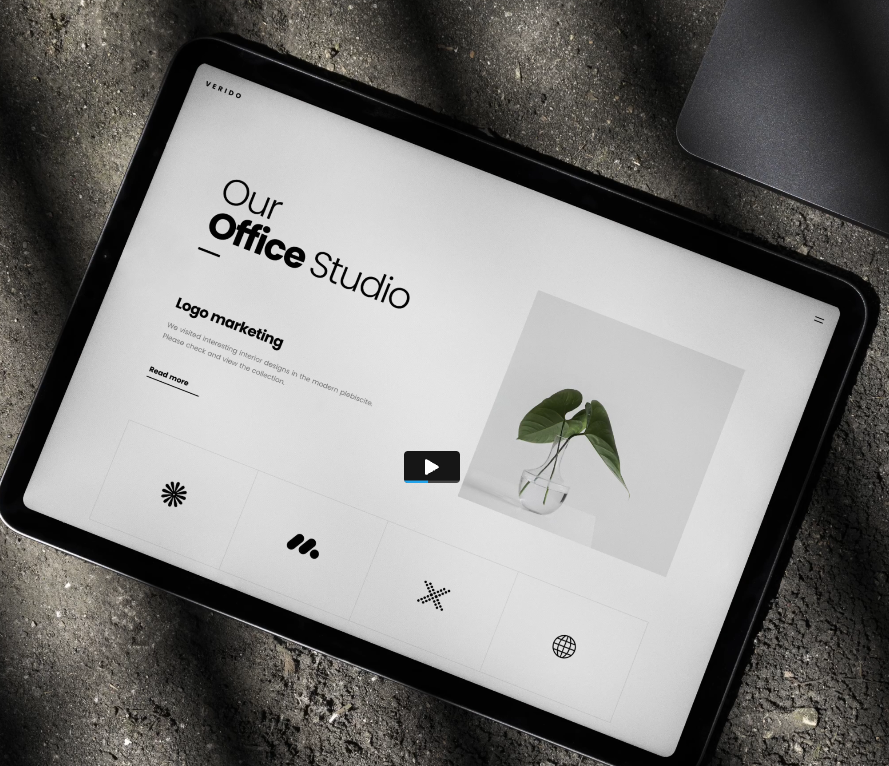 VERIDO
Our
Office Studio
Logo marketing
We visited interesting interior designs in the modern plebiscite.
Please check and view the collection.
Read more